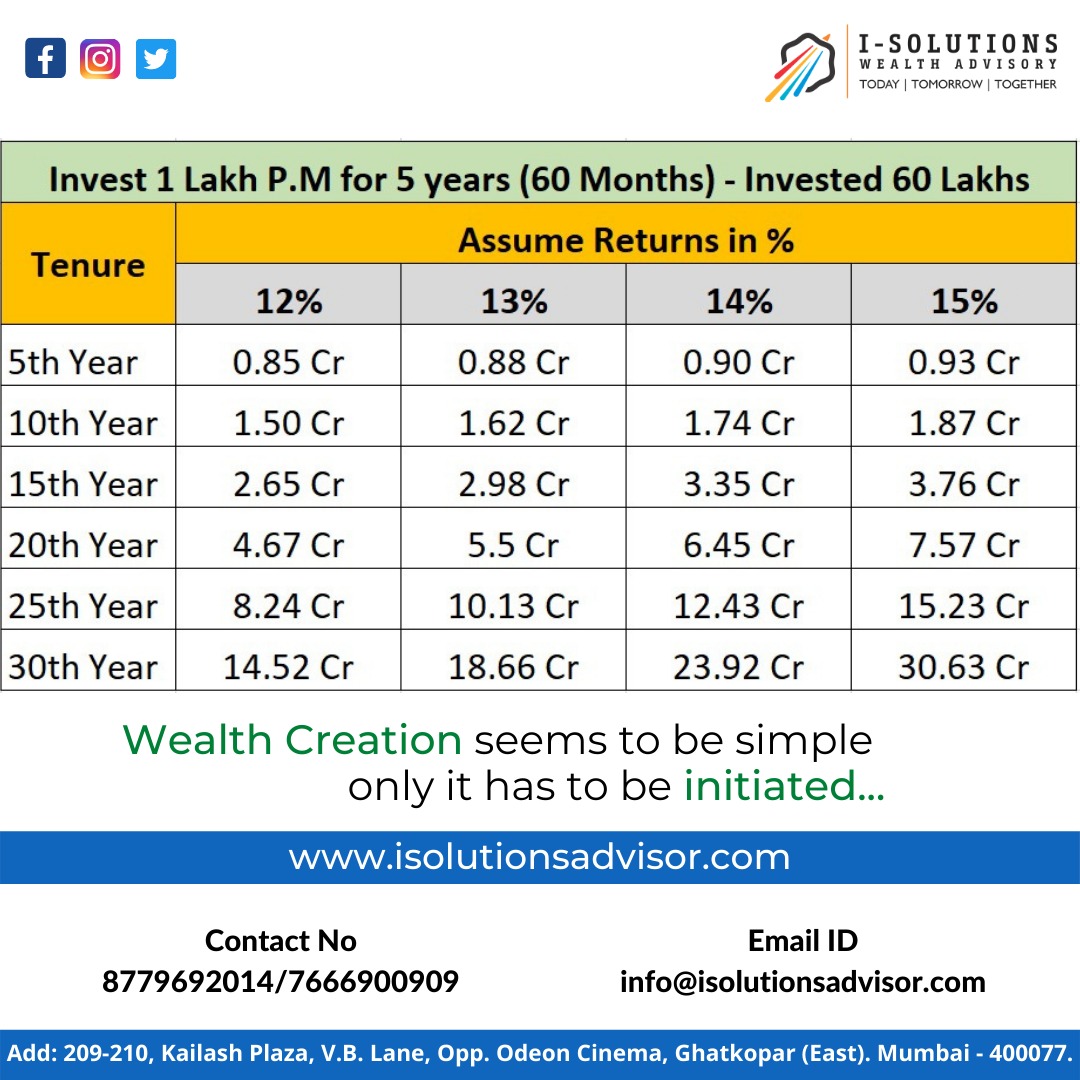 I-SOLUTIONS
WEALTH ADVISORY
TODAY | TOMORROW | TOGETHER
Invest 1 Lakh P.M for 5 years (60 Months) - Invested 60 Lakhs
Tenure
Assume Returns in %
12% 13% 14% 15%
5th Year 0.85 Cr 0.88 Cr 0.90 Cr 0.93 Cr
10th Year 1.50 Cr 1.62 Cr 1.74 Cr 1.87 Cr
15th Year 2.65 Cr 2.98 Cr 3.35 Cr 3.76 Cr
20th Year 4.67 Cr 5.5 Cr 6.45 Cr 7.57 Cr
25th Year 8.24 Cr 10.13 Cr 12.43 Cr 15.23 Cr
30th Year 14.52 Cr 18.66 Cr 23.92 Cr 30.63 Cr
Wealth Creation seems to be simple
only it has to be initiated...
www.isolutionsadvisor.com
Contact No
8779692014/7666900909
Email ID
info@isolutionsadvisor.com
Add: 209-210, Kailash Plaza, V.B. Lane, Opp. Odeon Cinema, Ghatkopar (East). Mumbai - 400077.